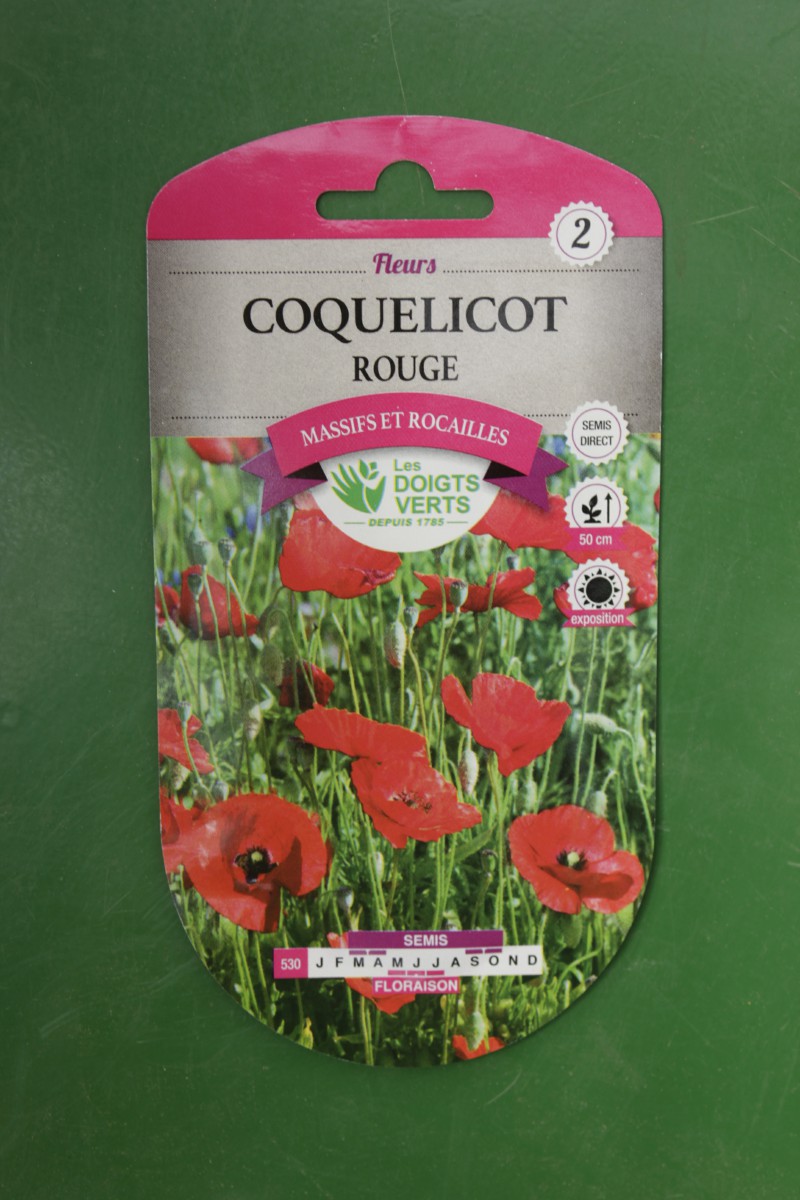 2
Fleurs
COQUELICOT
ROUGE
MASSIFS ET ROCAILLES
SEMIS
DIRECT
Les
DOIGTS
VERTS
DEPUIS 1785
50 cm
exposition
SEMIS
530 J F M A M J J A S O N D
FLORAISON